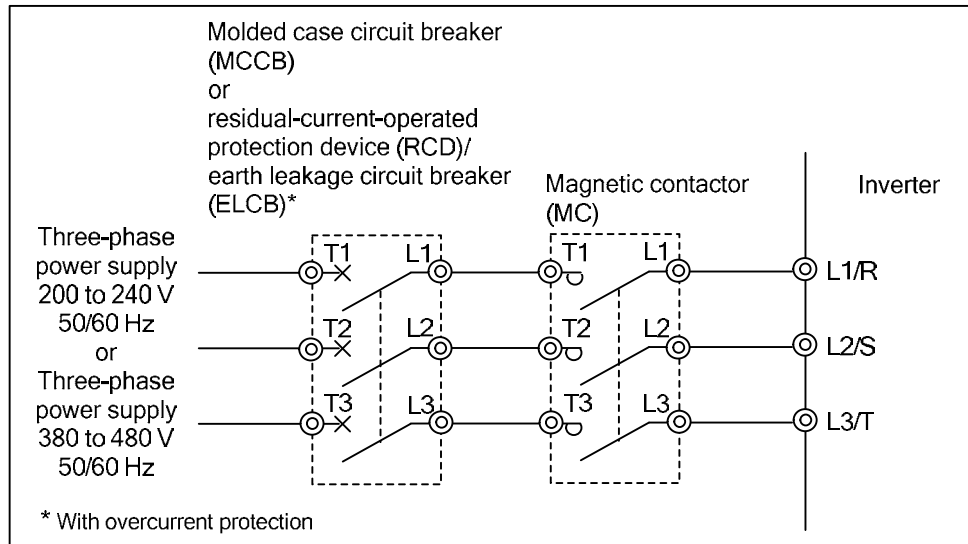 Molded case circuit breaker
(MCCB)
or
residual-current-operated
protection device (RCD)/
earth leakage circuit breaker
(ELCB)*
Magnetic contactor
(MC)
Inverter
Three-phase
power supply
200 to 240 V
50/60 Hz
or
Three-phase
power supply
380 to 480 V
50/60 Hz
T1 L1 T1 L1 L1/R
T2 L2 T2 L2 L2/S
T3 L3 T3 L3 L3/T
* With overcurrent protection